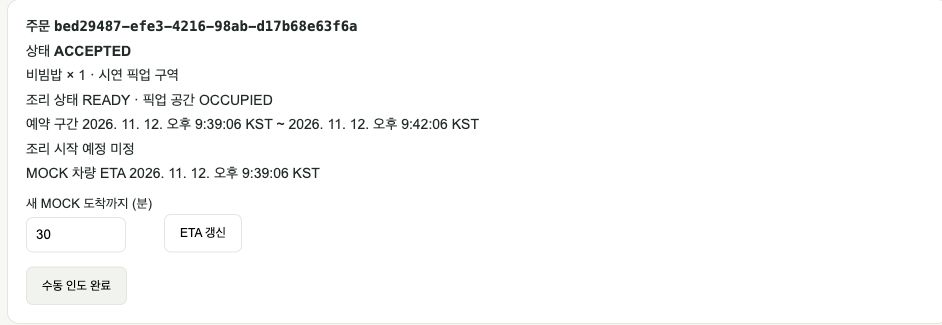 주문 bed29487-efe3-4216-98ab-d17b68e63f6a
상태 ACCEPTED
비빔밥 × 1 · 시연 픽업 구역
조리 상태 READY · 픽업 공간 OCCUPIED
예약 구간 2026. 11. 12. 오후 9:39:06 KST ~ 2026. 11. 12. 오후 9:42:06 KST
조리 시작 예정 미정
MOCK 차량 ETA 2026. 11. 12. 오후 9:39:06 KST
새 MOCK 도착까지 (분)
30 ETA 갱신
수동 인도 완료